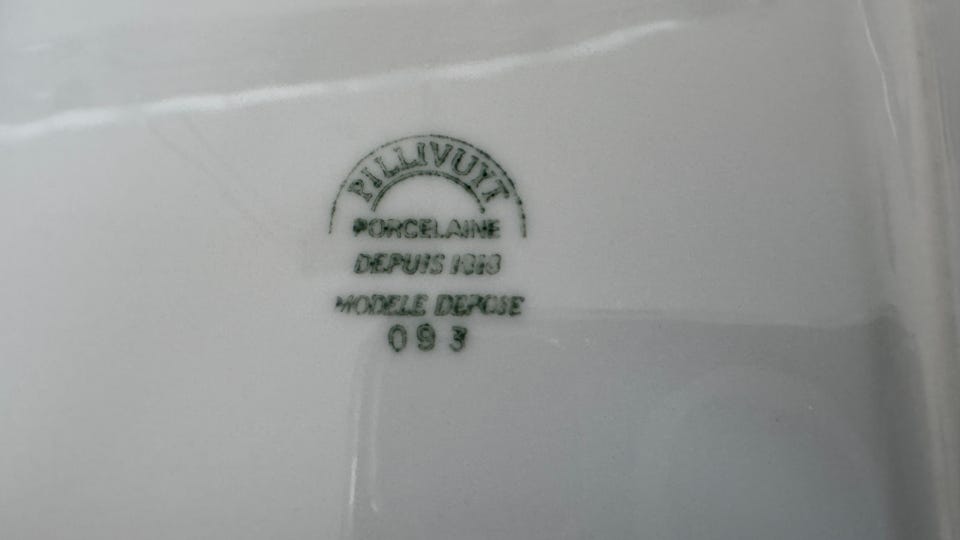 PILLIVUYT
PORCELAINE
DEPUIS 1818
MODELE DEPOSE
093